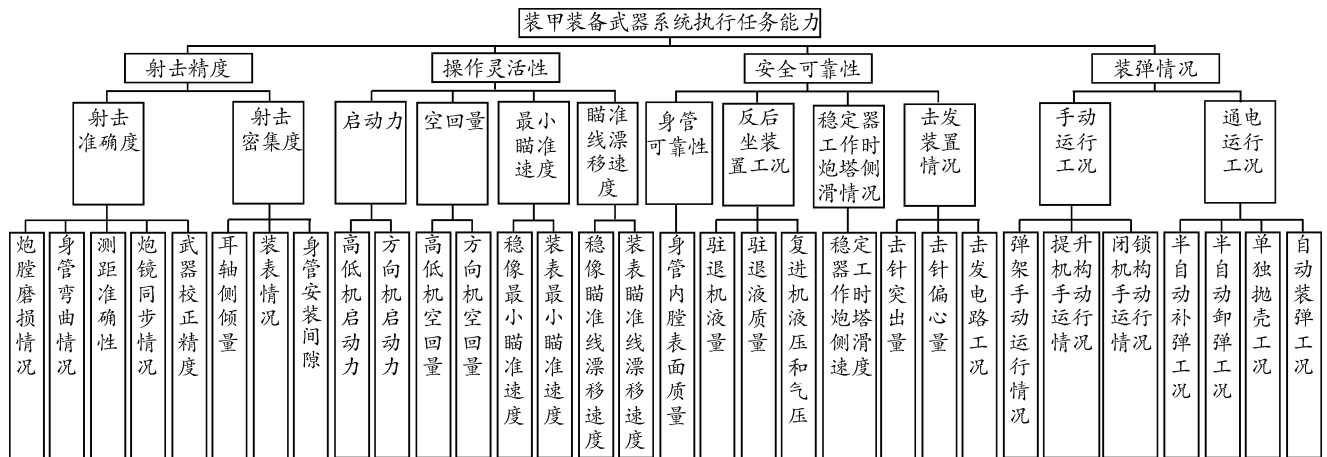 装甲装备武器系统执行任务能力
射击精度
操作灵活性
安全可靠性
装弹情况
射击
准确度
射击
密集度
启动力
空回量
最小
瞄准
速度
瞄准
线漂
移速
度
身管
可靠性
反后
坐装
置工况
稳定器
工作时
炮塔侧
滑情况
击发
装置
情况
手动
运行
工况
通电
运行
工况
炮膛磨损情况
身管弯曲情况
测距准确性
炮镜同步情况
武器校正精度
耳轴侧倾量
装表情况
身管安装间隙
高低机启动力
方向机启动力
高低机空回量
方向机空回量
稳像最小瞄准速度
装表最小瞄准速度
稳像瞄准线漂移速度
装表瞄准线漂移速度
身管内膛表面质量
驻退机液量
驻退液质量
复进机液压和气压
稳定
器工
作时
炮塔
侧滑
速度
击针突出量
击针偏心量
击发电路工况
弹架手动运行情况
提升
机构
手动
运行
情况
闭锁
机构
手动
运行
情况
半自动补弹工况
半自动卸弹工况
单独抛壳工况
自动装弹工况